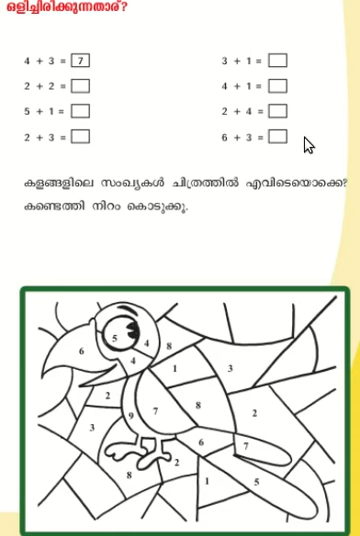 ഒളിച്ചിരിക്കുന്നതാര്?
4 + 3 = 7 3 + 1 =
2 + 2 = 4 + 1 =
5 + 1 = 2 + 4 =
2 + 3 = 6 + 3 =
കളങ്ങളിലെ സംഖ്യകൾ ചിത്രത്തിൽ എവിടെയൊക്കെ?
കണ്ടെത്തി നിറം കൊടുക്കൂ.
5 4 8
6 4
1 3
2
9 7 8 2
3
6 7
2
8 1 5